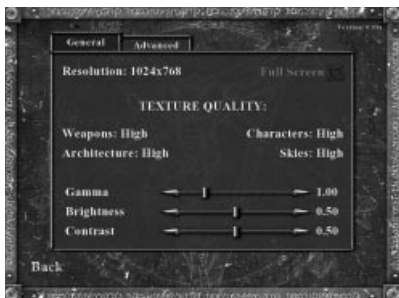 General Advanced
Resolution: 1024x768 Full Screen
TEXTURE QUALITY:
Weapons: High Characters: High
Architecture: High Skies: High
Gamma 1.00
Brightness 0.50
Contrast 0.50
Back